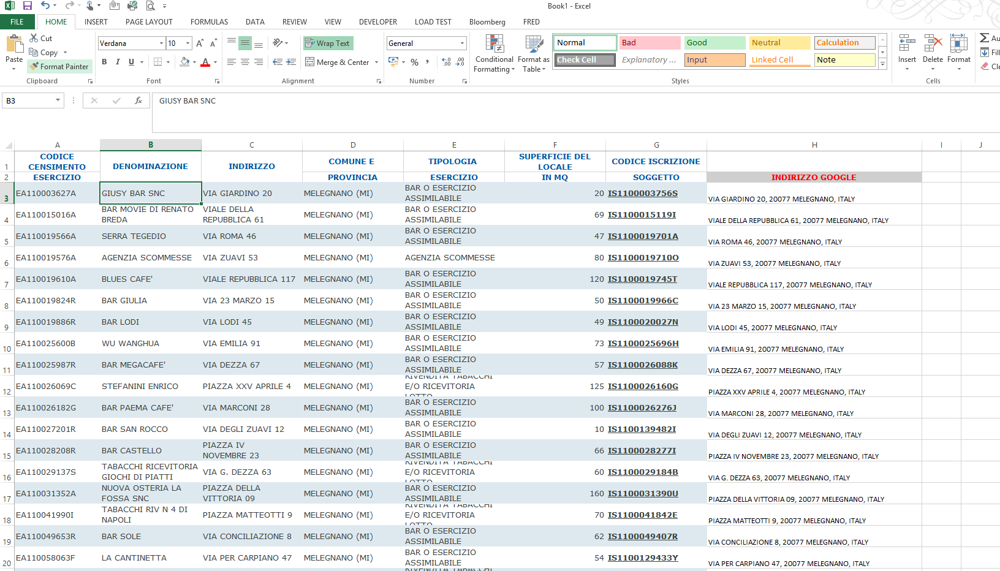 Book1 - Excel
FILE HOME INSERT PAGE LAYOUT FORMULAS DATA REVIEW VIEW DEVELOPER LOAD TEST Bloomberg FRED
Paste
Cut
Copy
Format Painter
Clipboard
Verdana 10
B I U
Font
Wrap Text
Merge & Center
Alignment
General
Number
Conditional Formatting
Format as Table
Normal Bad Good Neutral Calculation
Check Cell Explanatory ... Input Linked Cell Note
Styles
Insert Delete Format
Cells
Au
Fill
Cle
B3 fx GIUSY BAR SNC
A B C D E F G H I J
1 CODICE CENSIMENTO DENOMINAZIONE INDIRIZZO COMUNE E TIPOLOGIA SUPERFICIE DEL LOCALE CODICE ISCRIZIONE
2 ESERCIZIO PROVINCIA ESERCIZIO IN MQ SOGGETTO INDIRIZZO GOOGLE
3 EA110003627A GIUSY BAR SNC VIA GIARDINO 20 MELEGNANO (MI) BAR O ESERCIZIO ASSIMILABILE 20 IS1100003756S VIA GIARDINO 20, 20077 MELEGNANO, ITALY
4 EA110015016A BAR MOVIE DI RENATO BREDA VIALE DELLA REPUBBLICA 61 MELEGNANO (MI) BAR O ESERCIZIO ASSIMILABILE 69 IS1100015119I VIALE DELLA REPUBBLICA 61, 20077 MELEGNANO, ITALY
5 EA110019566A SERRA TEGEDIO VIA ROMA 46 MELEGNANO (MI) BAR O ESERCIZIO ASSIMILABILE 47 IS1100019701A VIA ROMA 46, 20077 MELEGNANO, ITALY
6 EA110019576A AGENZIA SCOMMESSE VIA ZUAVI 53 MELEGNANO (MI) AGENZIA SCOMMESSE 80 IS1100019710O VIA ZUAVI 53, 20077 MELEGNANO, ITALY
7 EA110019610A BLUES CAFE' VIALE REPUBBLICA 117 MELEGNANO (MI) BAR O ESERCIZIO ASSIMILABILE 120 IS1100019745T VIALE REPUBBLICA 117, 20077 MELEGNANO, ITALY
8 EA110019824R BAR GIULIA VIA 23 MARZO 15 MELEGNANO (MI) BAR O ESERCIZIO ASSIMILABILE 50 IS1100019966C VIA 23 MARZO 15, 20077 MELEGNANO, ITALY
9 EA110019886R BAR LODI VIA LODI 45 MELEGNANO (MI) BAR O ESERCIZIO ASSIMILABILE 49 IS1100020027N VIA LODI 45, 20077 MELEGNANO, ITALY
10 EA110025600B WU WANGHUA VIA EMILIA 91 MELEGNANO (MI) BAR O ESERCIZIO ASSIMILABILE 73 IS1100025696H VIA EMILIA 91, 20077 MELEGNANO, ITALY
11 EA110025987R BAR MEGACAFE' VIA DEZZA 67 MELEGNANO (MI) BAR O ESERCIZIO ASSIMILABILE 57 IS1100026088K VIA DEZZA 67, 20077 MELEGNANO, ITALY
12 EA110026069C STEFANINI ENRICO PIAZZA XXV APRILE 4 MELEGNANO (MI) RIVENDITA TABACCHI E/O RICEVITORIA LOTTO 125 IS1100026160G PIAZZA XXV APRILE 4, 20077 MELEGNANO, ITALY
13 EA110026182G BAR PAEMA CAFE' VIA MARCONI 28 MELEGNANO (MI) BAR O ESERCIZIO ASSIMILABILE 100 IS1100026276J VIA MARCONI 28, 20077 MELEGNANO, ITALY
14 EA110027201R BAR SAN ROCCO VIA DEGLI ZUAVI 12 MELEGNANO (MI) BAR O ESERCIZIO ASSIMILABILE 10 IS1100139482I VIA DEGLI ZUAVI 12, 20077 MELEGNANO, ITALY
15 EA110028208R BAR CASTELLO PIAZZA IV NOVEMBRE 23 MELEGNANO (MI) BAR O ESERCIZIO ASSIMILABILE 66 IS1100028277I PIAZZA IV NOVEMBRE 23, 20077 MELEGNANO, ITALY
16 EA110029137S TABACCHI RICEVITORIA GIOCHI DI PIATTI VIA G. DEZZA 63 MELEGNANO (MI) RIVENDITA TABACCHI E/O RICEVITORIA LOTTO 60 IS1100029184B VIA G. DEZZA 63, 20077 MELEGNANO, ITALY
17 EA110031352A NUOVA OSTERIA LA FOSSA SNC PIAZZA DELLA VITTORIA 09 MELEGNANO (MI) BAR O ESERCIZIO ASSIMILABILE 160 IS1100031390U PIAZZA DELLA VITTORIA 09, 20077 MELEGNANO, ITALY
18 EA110041990I TABACCHI RIV N 4 DI NAPOLI PIAZZA MATTEOTTI 9 MELEGNANO (MI) RIVENDITA TABACCHI E/O RICEVITORIA LOTTO 70 IS1100041842E PIAZZA MATTEOTTI 9, 20077 MELEGNANO, ITALY
19 EA110049653R BAR SOLE VIA CONCILIAZIONE 8 MELEGNANO (MI) BAR O ESERCIZIO ASSIMILABILE 62 IS1100049407R VIA CONCILIAZIONE 8, 20077 MELEGNANO, ITALY
20 EA110058063F LA CANTINETTA VIA PER CARPIANO 47 MELEGNANO (MI) BAR O ESERCIZIO ASSIMILABILE 54 IS1100129433Y VIA PER CARPIANO 47, 20077 MELEGNANO, ITALY